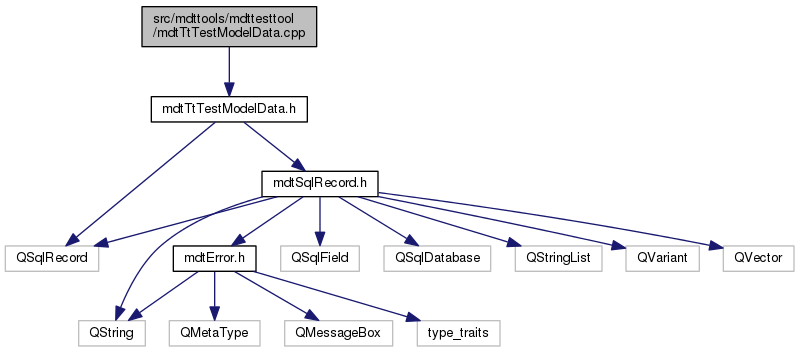 src/mdttools/mdttesttool
/mdtTtTestModelData.cpp
mdtTtTestModelData.h
mdtSqlRecord.h
QSqlRecord
mdtError.h
QSqlField
QSqlDatabase
QStringList
QVariant
QVector
QString
QMetaType
QMessageBox
type_traits